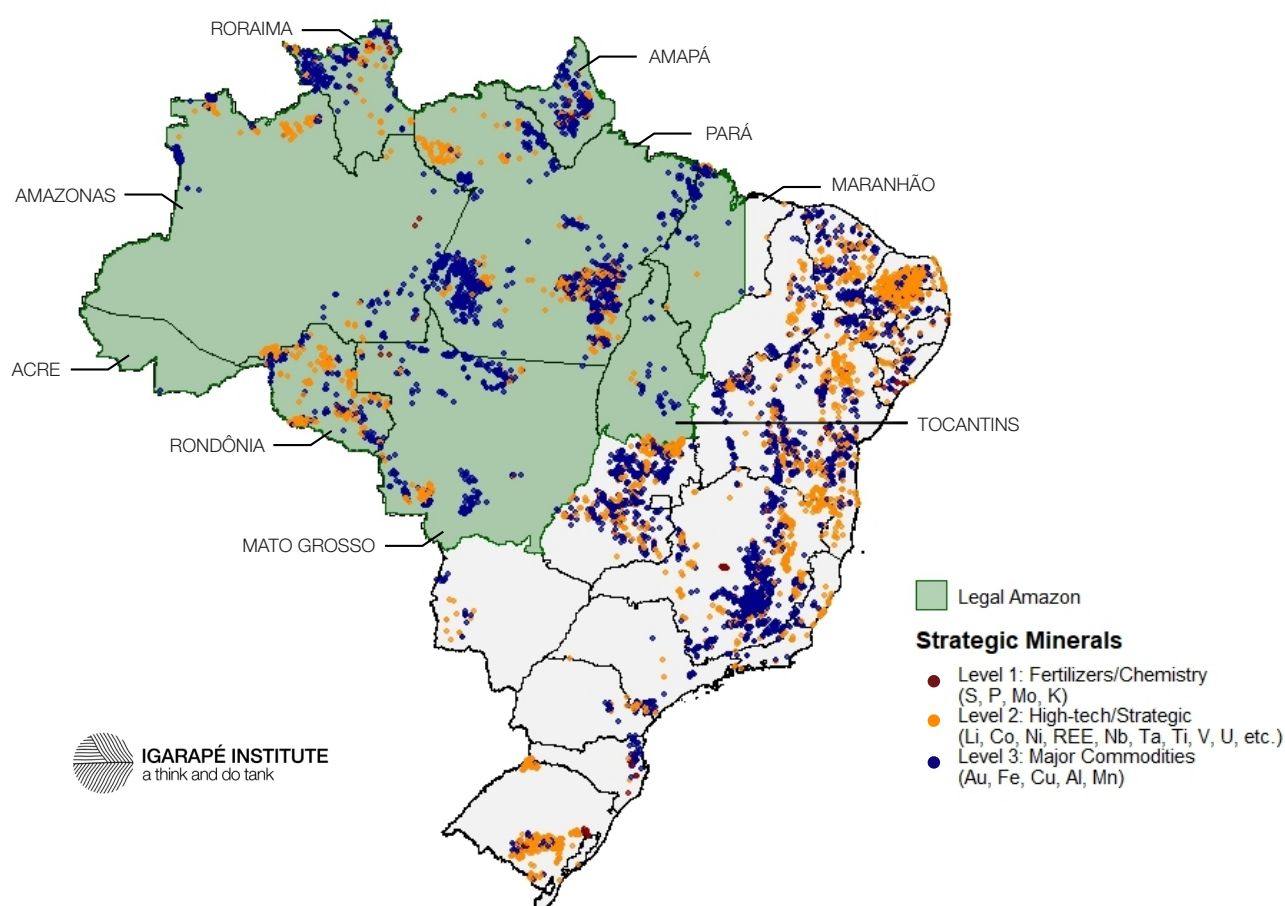 RORAIMA
AMAPÁ
PARÁ
MARANHÃO
AMAZONAS
ACRE
RONDÔNIA
TOCANTINS
MATO GROSSO
Legal Amazon
Strategic Minerals
Level 1: Fertilizers/Chemistry
(S, P, Mo, K)
Level 2: High-tech/Strategic
(Li, Co, Ni, REE, Nb, Ta, Ti, V, U, etc.)
Level 3: Major Commodities
(Au, Fe, Cu, Al, Mn)
IGARAPÉ INSTITUTE
a think and do tank